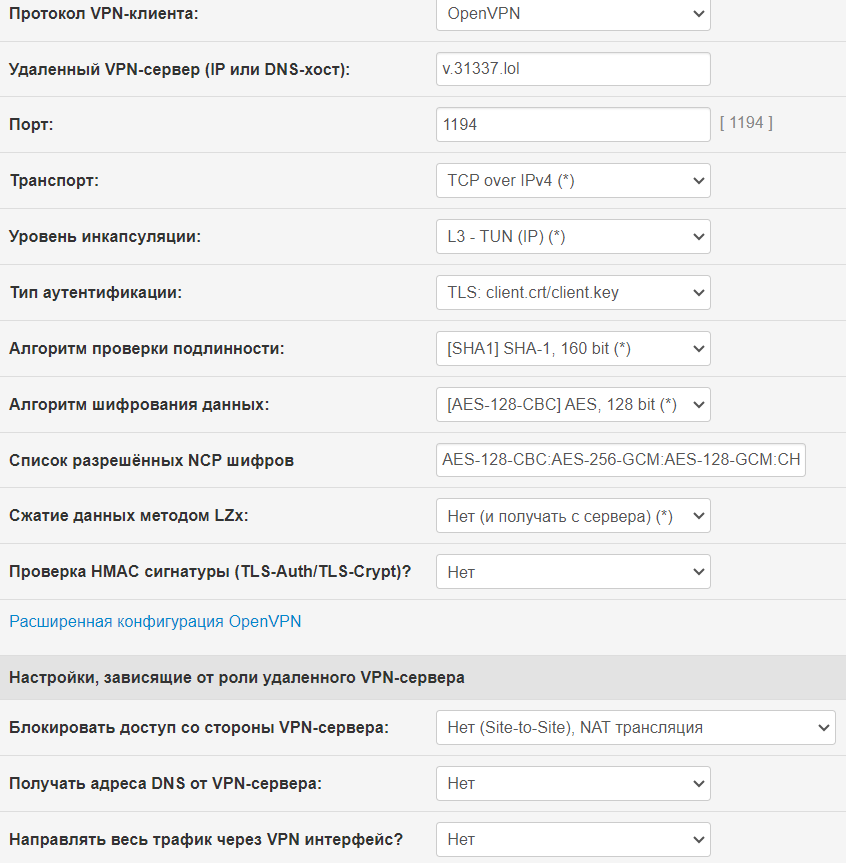 Протокол VPN-клиента: OpenVPN
Удаленный VPN-сервер (IP или DNS-хост): v.31337.lol
Порт: 1194 [ 1194 ]
Транспорт: TCP over IPv4 (*)
Уровень инкапсуляции: L3 - TUN (IP) (*)
Тип аутентификации: TLS: client.crt/client.key
Алгоритм проверки подлинности: [SHA1] SHA-1, 160 bit (*)
Алгоритм шифрования данных: [AES-128-CBC] AES, 128 bit (*)
Список разрешённых NCP шифров AES-128-CBC:AES-256-GCM:AES-128-GCM:CH
Сжатие данных методом LZx: Нет (и получать с сервера) (*)
Проверка HMAC сигнатуры (TLS-Auth/TLS-Crypt)? Нет
Расширенная конфигурация OpenVPN
Настройки, зависящие от роли удаленного VPN-сервера
Блокировать доступ со стороны VPN-сервера: Нет (Site-to-Site), NAT трансляция
Получать адреса DNS от VPN-сервера: Нет
Направлять весь трафик через VPN интерфейс? Нет